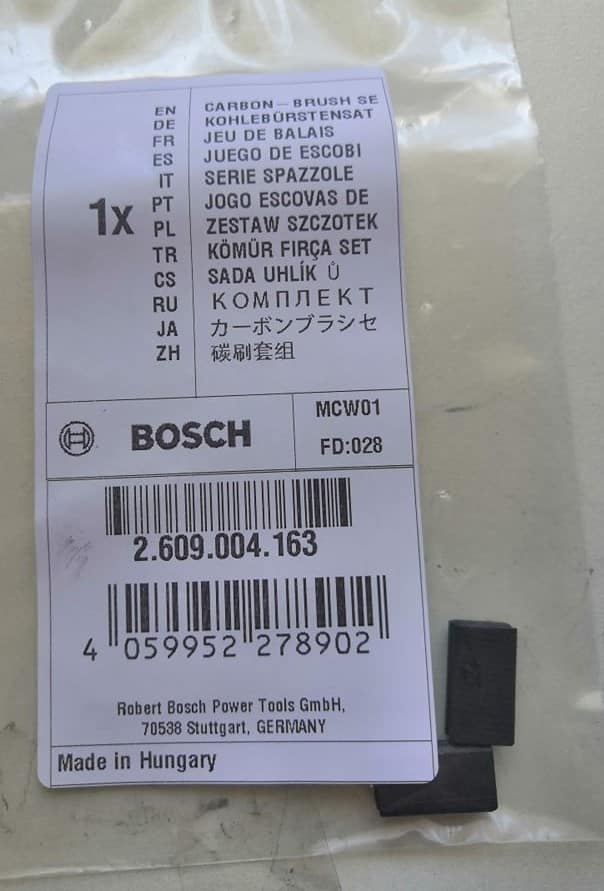 1x
EN CARBON-BRUSH SE
DE KOHLEBÜRSTENSAT
FR JEU DE BALAIS
ES JUEGO DE ESCOBI
IT SERIE SPAZZOLE
PT JOGO ESCOVAS DE
PL ZESTAW SZCZOTEK
TR KÖMÜR FIRÇA SET
CS SADA UHLÍK Ů
RU КОМПЛЕКТ
JA カーボンブラシセ
ZH 碳刷套组
BOSCH
MCW01
FD:028
2.609.004.163
4 059952 278902
Robert Bosch Power Tools GmbH,
70538 Stuttgart, GERMANY
Made in Hungary